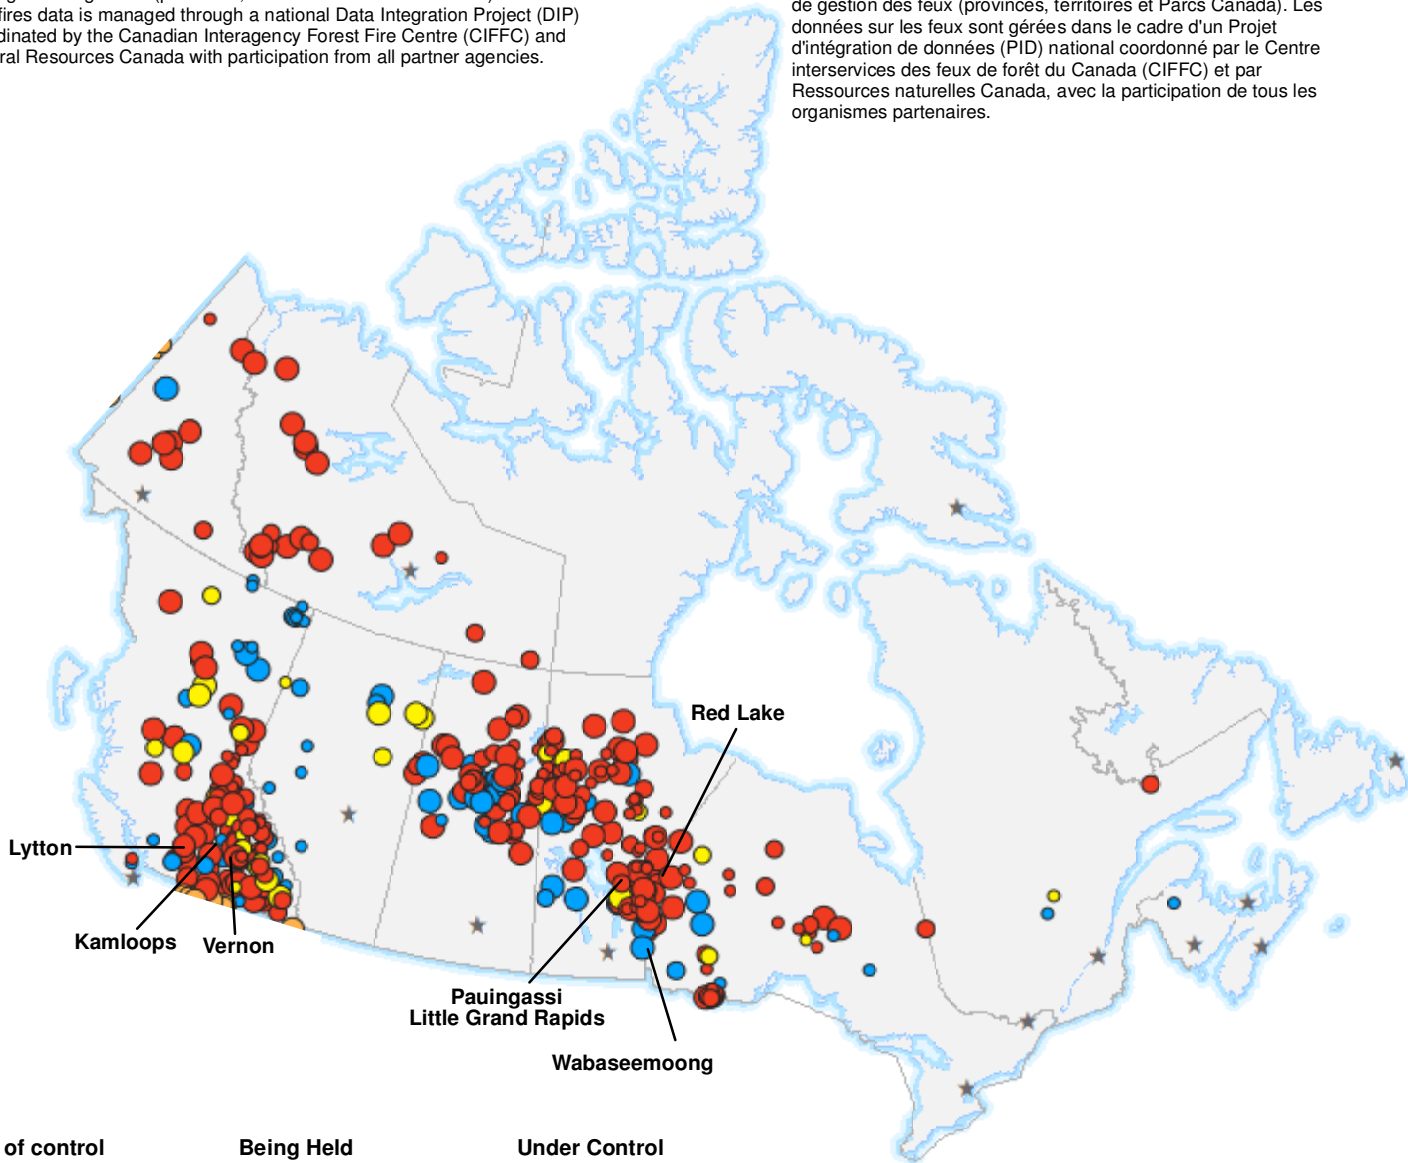 fires data is managed through a national Data Integration Project (DIP)
dinated by the Canadian Interagency Forest Fire Centre (CIFFC) and
ral Resources Canada with participation from all partner agencies.
de gestion des feux (provinces, territoires et Parcs Canada). Les
données sur les feux sont gérées dans le cadre d'un Projet
d'intégration de données (PID) national coordonné par le Centre
interservices des feux de forêt du Canada (CIFFC) et par
Ressources naturelles Canada, avec la participation de tous les
organismes partenaires.
Red Lake
Lytton
Kamloops
Vernon
Pauingassi
Little Grand Rapids
Wabaseemoong
of control
Being Held
Under Control